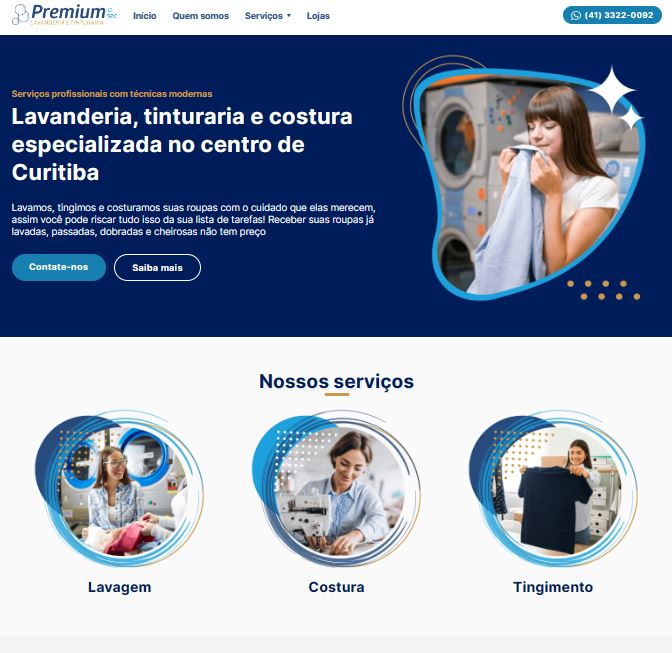 Premium
LAVANDERIA E TINTURARIA
Início
Quem somos
Serviços
Lojas
(41) 3322-0092
Serviços profissionais com técnicas modernas
Lavanderia, tinturaria e costura
especializada no centro de
Curitiba
Lavamos, tingimos e costuramos suas roupas com o cuidado que elas merecem,
assim você pode riscar tudo isso da sua lista de tarefas! Receber suas roupas já
lavadas, passadas, dobradas e cheirosas não tem preço
Contate-nos
Saiba mais
Nossos serviços
Lavagem
Costura
Tingimento